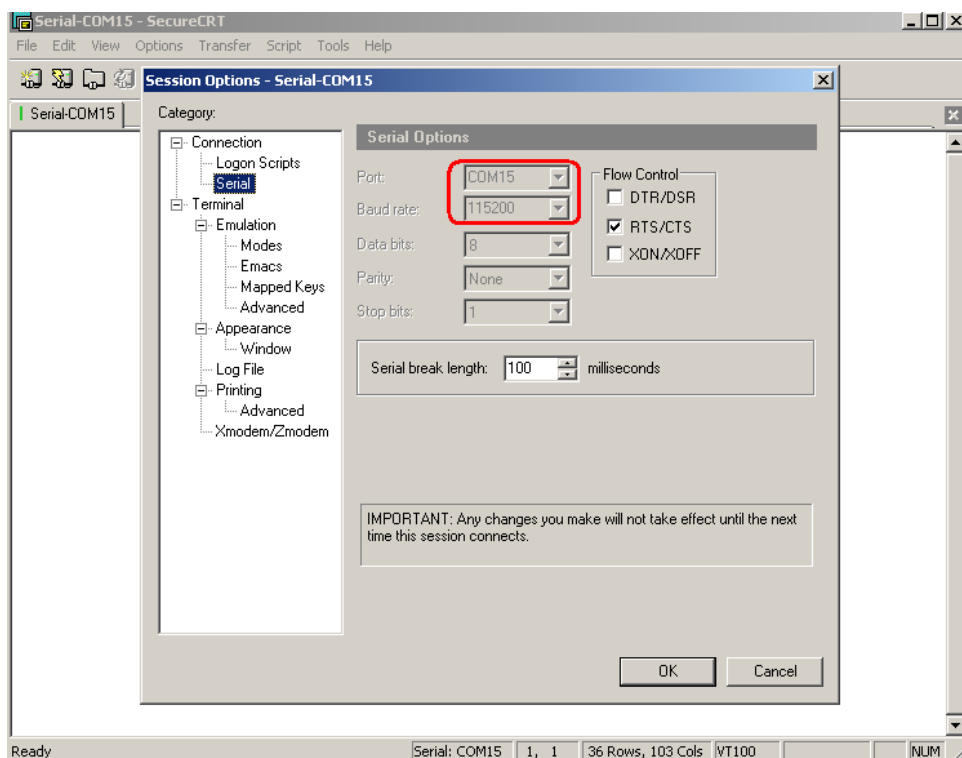 Serial-COM15 - SecureCRT
File Edit View Options Transfer Script Tools Help
Session Options - Serial-COM15
Serial-COM15
Category:
Connection
Logon Scripts
Serial
Terminal
Emulation
Modes
Emacs
Mapped Keys
Advanced
Appearance
Window
Log File
Printing
Advanced
Xmodem/Zmodem
Serial Options
Port: COM15
Baud rate: 115200
Data bits: 8
Parity: None
Stop bits: 1
Flow Control
DTR/DSR
RTS/CTS
XON/XOFF
Serial break length: 100 milliseconds
IMPORTANT: Any changes you make will not take effect until the next
time this session connects.
OK Cancel
Ready Serial: COM15 1, 1 36 Rows, 103 Cols VT100 NUM